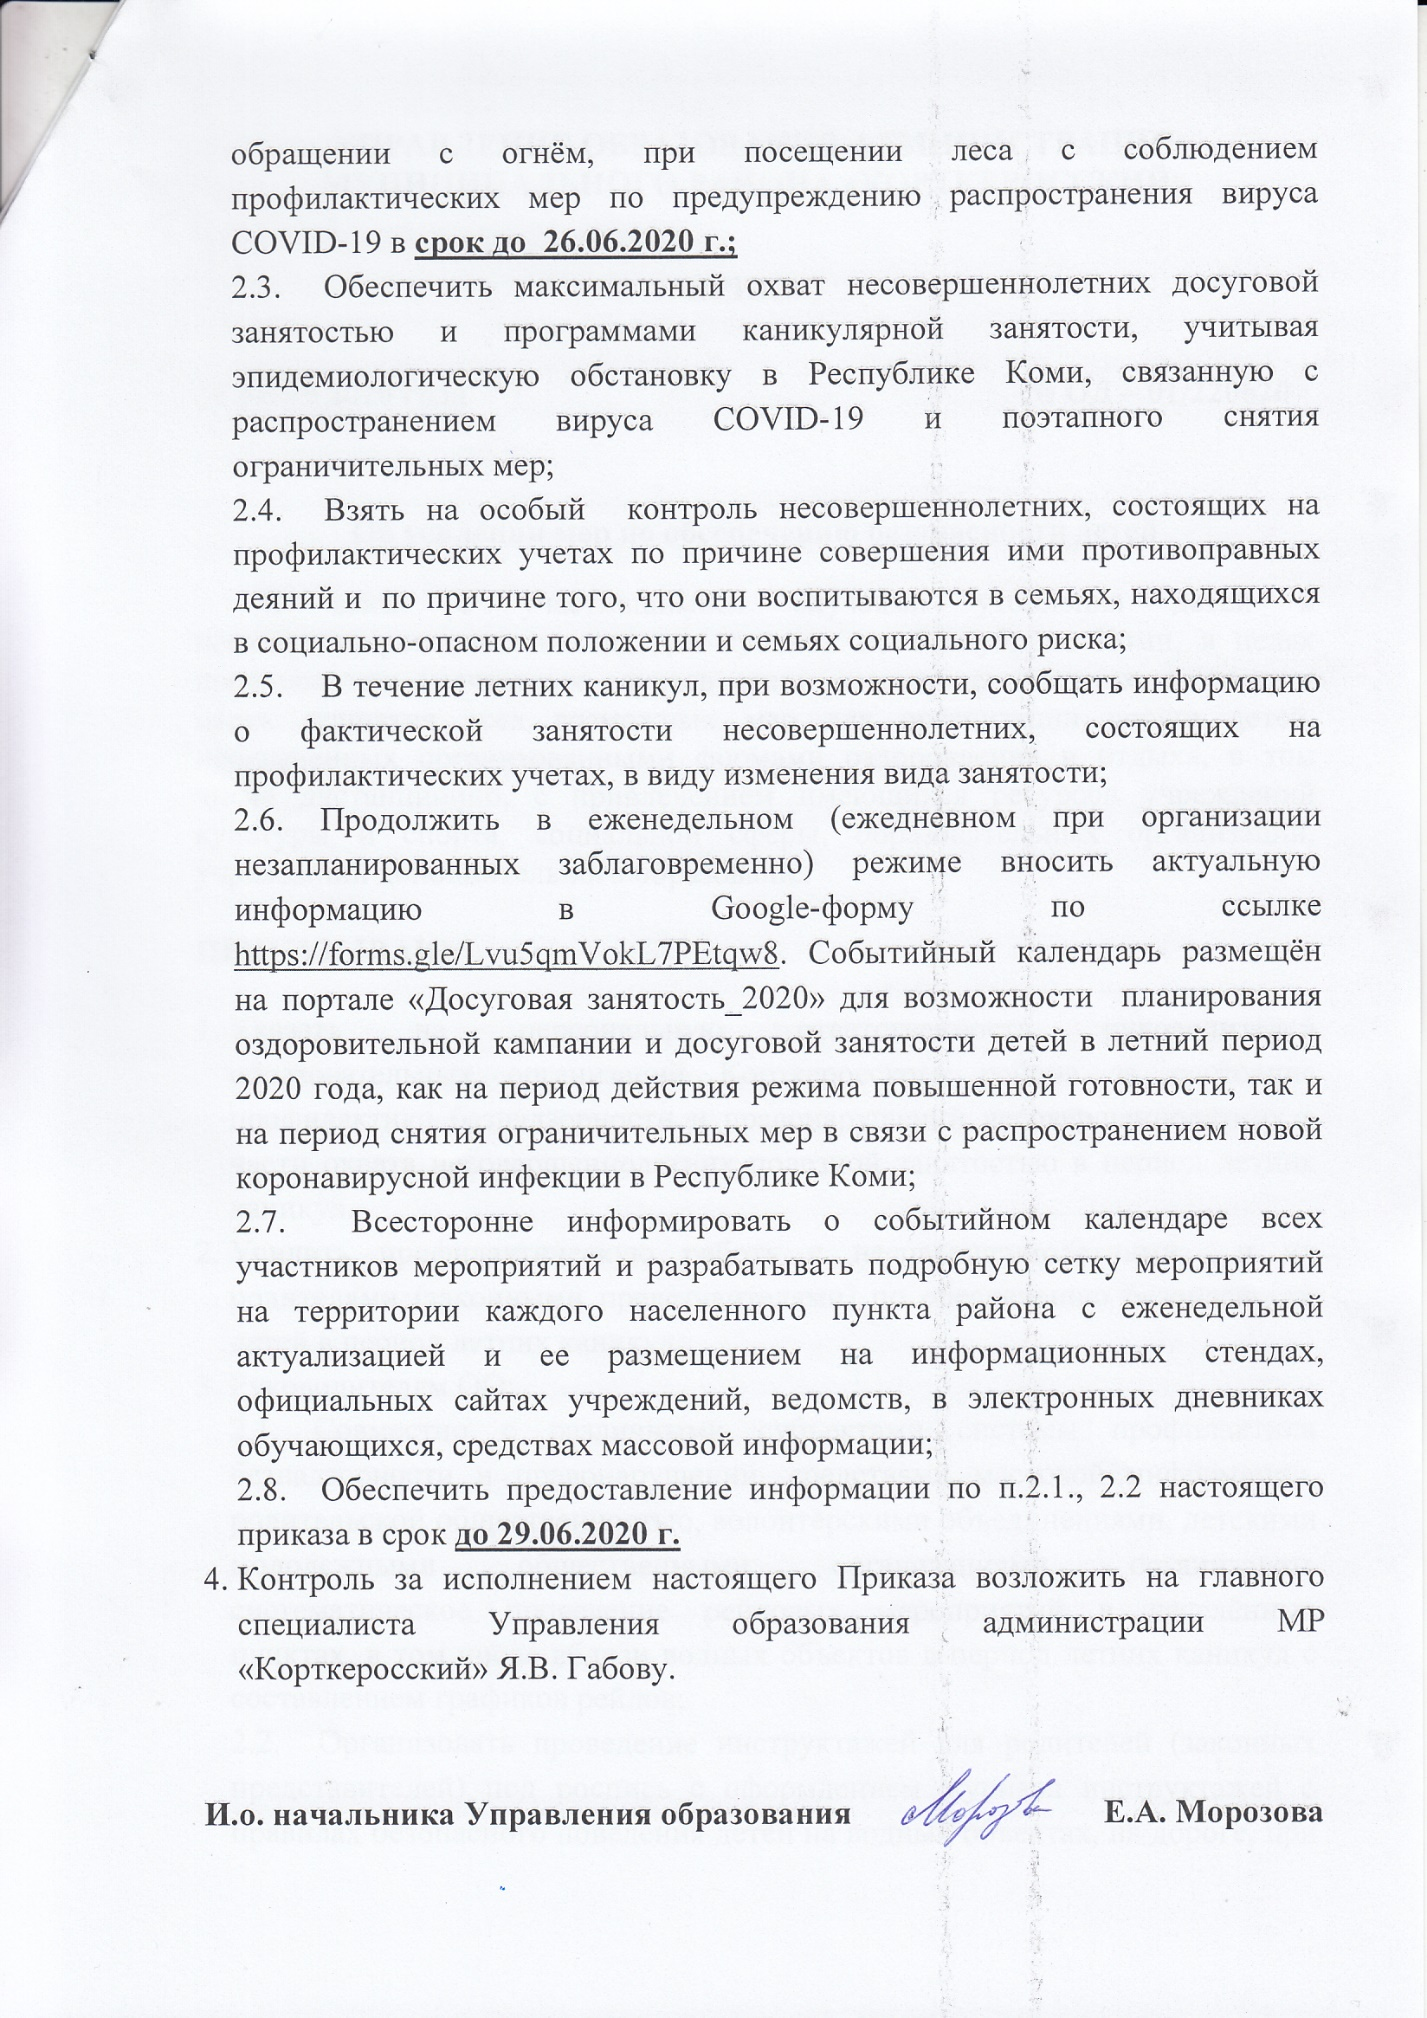 обращении с огнём, при посещении леса с соблюдением
профилактических мер по предупреждению распространения вируса
COVID-19 в срок до 26.06.2020 г.;
2.3. Обеспечить максимальный охват несовершеннолетних досуговой
занятостью и программами каникулярной занятости, учитывая
эпидемиологическую обстановку в Республике Коми, связанную с
распространением вируса COVID-19 и поэтапного снятия
ограничительных мер;
2.4. Взять на особый контроль несовершеннолетних, состоящих на
профилактических учетах по причине совершения ими противоправных
деяний и по причине того, что они воспитываются в семьях, находящихся
в социально-опасном положении и семьях социального риска;
2.5. В течение летних каникул, при возможности, сообщать информацию
о фактической занятости несовершеннолетних, состоящих на
профилактических учетах, в виду изменения вида занятости;
2.6. Продолжить в еженедельном (ежедневном при организации
незапланированных заблаговременно) режиме вносить актуальную
информацию в Google-форму по ссылке
https://forms.gle/Lvu5qmVokL7PEtqw8. Событийный календарь размещён
на портале «Досуговая занятость_2020» для возможности планирования
оздоровительной кампании и досуговой занятости детей в летний период
2020 года, как на период действия режима повышенной готовности, так и
на период снятия ограничительных мер в связи с распространением новой
коронавирусной инфекции в Республике Коми;
2.7. Всесторонне информировать о событийном календаре всех
участников мероприятий и разрабатывать подробную сетку мероприятий
на территории каждого населенного пункта района с еженедельной
актуализацией и ее размещением на информационных стендах,
официальных сайтах учреждений, ведомств, в электронных дневниках
обучающихся, средствах массовой информации;
2.8. Обеспечить предоставление информации по п.2.1., 2.2 настоящего
приказа в срок до 29.06.2020 г.
4. Контроль за исполнением настоящего Приказа возложить на главного
специалиста Управления образования администрации МР
«Корткеросский» Я.В. Габову.
И.о. начальника Управления образования Морозова Е.А. Морозова